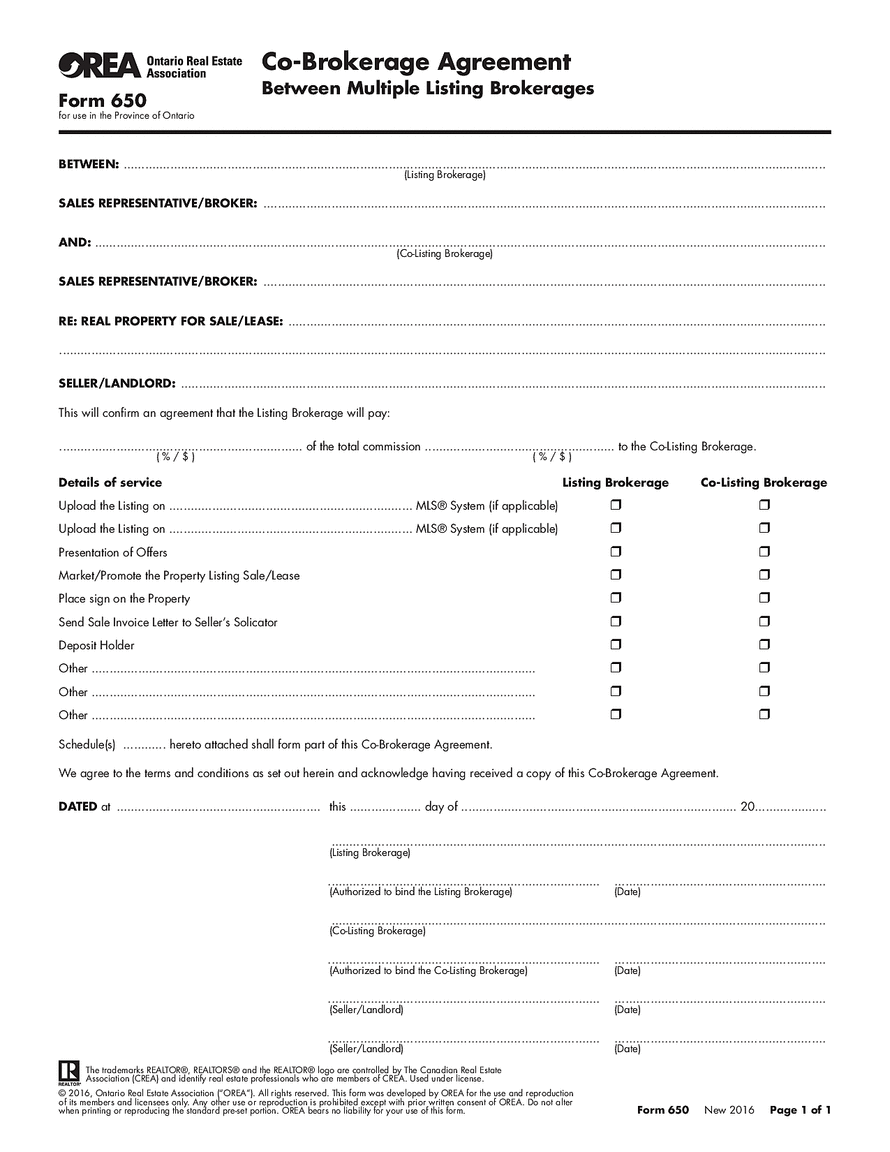 OREA Ontario Real Estate Association
Form 650
for use in the Province of Ontario
Co-Brokerage Agreement
Between Multiple Listing Brokerages
BETWEEN: ....................
(Listing Brokerage)
SALES REPRESENTATIVE/BROKER: ....................
AND: ....................
(Co-Listing Brokerage)
SALES REPRESENTATIVE/BROKER: ....................
RE: REAL PROPERTY FOR SALE/LEASE: ....................
....................
SELLER/LANDLORD: ....................
This will confirm an agreement that the Listing Brokerage will pay:
.................... of the total commission .................... to the Co-Listing Brokerage.
( % / $ ) ( % / $ )
Details of service Listing Brokerage Co-Listing Brokerage
Upload the Listing on .................... MLS® System (if applicable) ❒ ❒
Upload the Listing on .................... MLS® System (if applicable) ❒ ❒
Presentation of Offers ❒ ❒
Market/Promote the Property Listing Sale/Lease ❒ ❒
Place sign on the Property ❒ ❒
Send Sale Invoice Letter to Seller's Solicator ❒ ❒
Deposit Holder ❒ ❒
Other .................... ❒ ❒
Other .................... ❒ ❒
Other .................... ❒ ❒
Schedule(s) ............ hereto attached shall form part of this Co-Brokerage Agreement.
We agree to the terms and conditions as set out herein and acknowledge having received a copy of this Co-Brokerage Agreement.
DATED at .................... this .................... day of .................... 20....................
(Listing Brokerage)
(Authorized to bind the Listing Brokerage) (Date)
(Co-Listing Brokerage)
(Authorized to bind the Co-Listing Brokerage) (Date)
(Seller/Landlord) (Date)
(Seller/Landlord) (Date)
R
REALTOR®
The trademarks REALTOR®, REALTORS® and the REALTOR® logo are controlled by The Canadian Real Estate
Association (CREA) and identify real estate professionals who are members of CREA. Used under license.
© 2016, Ontario Real Estate Association ("OREA"). All rights reserved. This form was developed by OREA for the use and reproduction
of its members and licensees only. Any other use or reproduction is prohibited except with prior written consent of OREA. Do not alter
when printing or reproducing the standard pre-set portion. OREA bears no liability for your use of this form.
Form 650 New 2016 Page 1 of 1